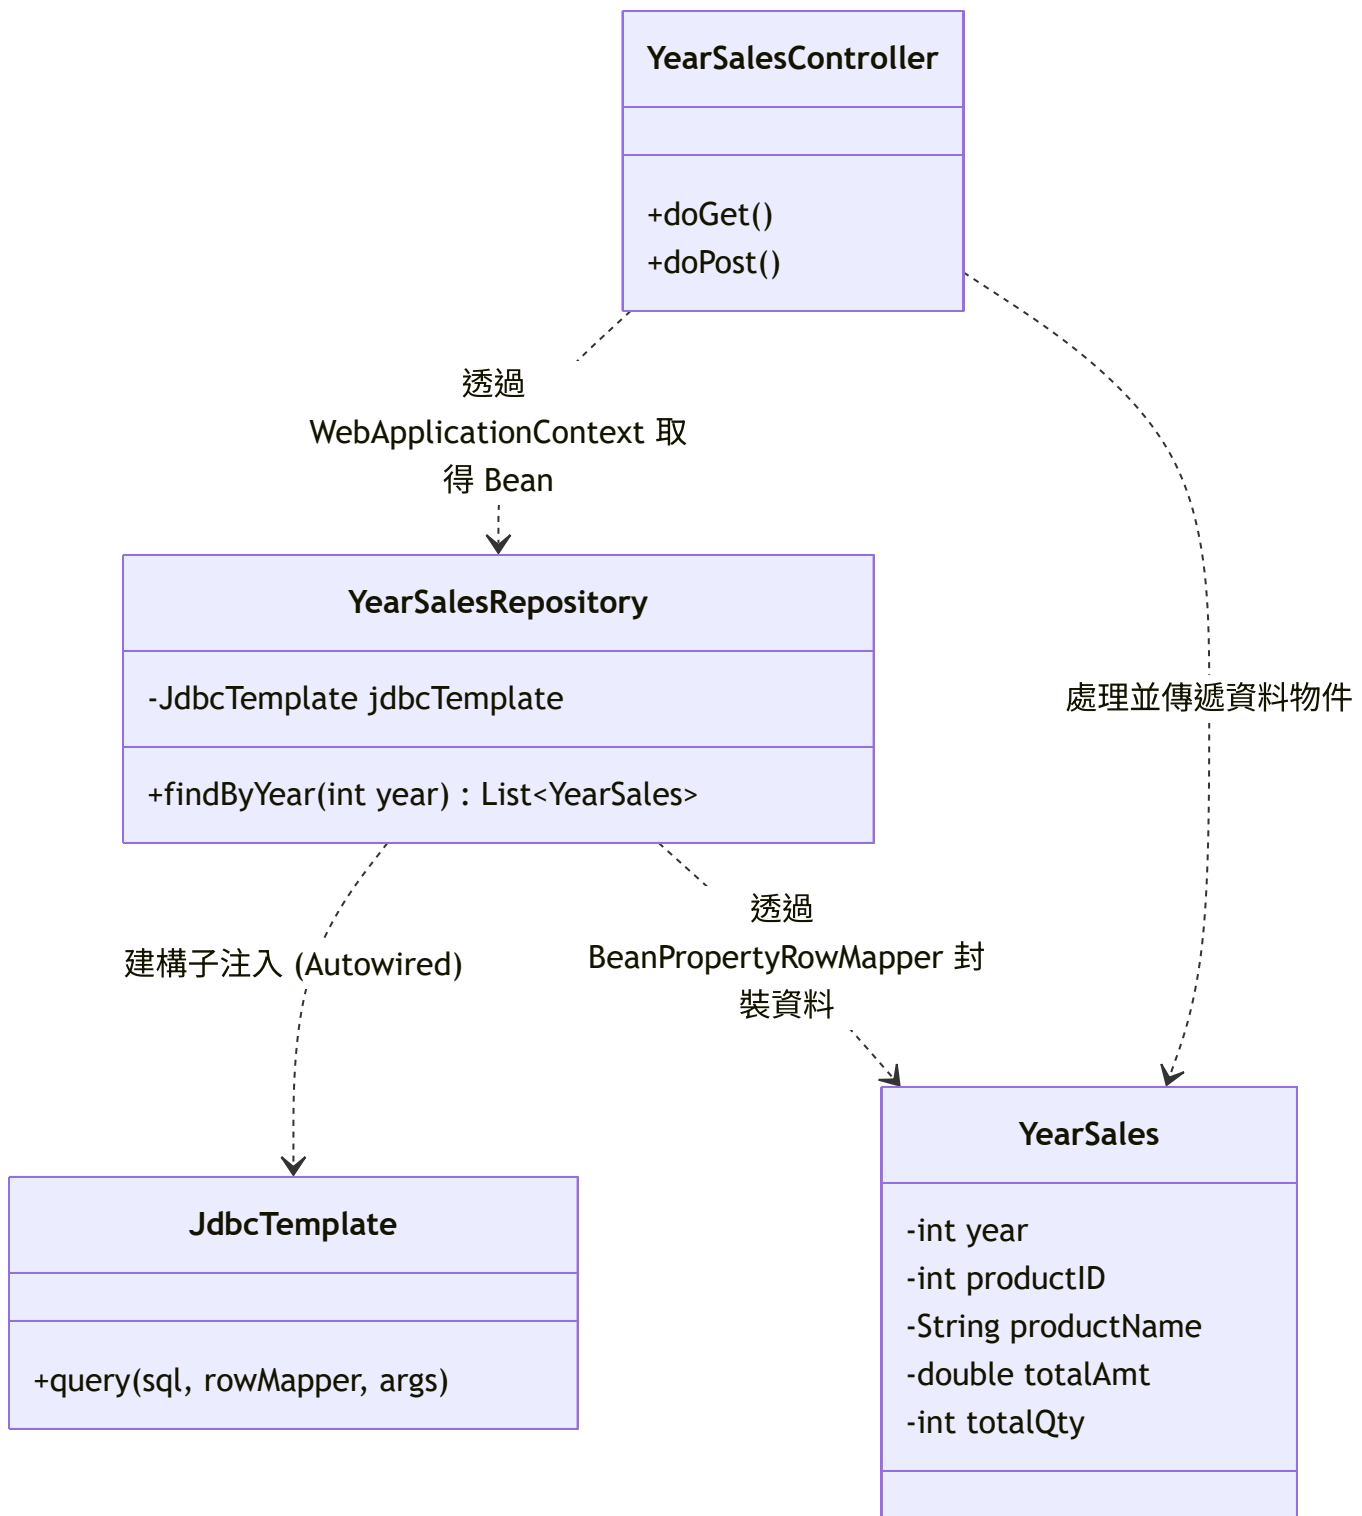 YearSalesController
+doGet()
+doPost()
透過
WebApplicationContext 取
得 Bean
YearSalesRepository
-JdbcTemplate jdbcTemplate
處理並傳遞資料物件
+findByYear(int year) : List<YearSales>
透過
BeanPropertyRowMapper 封
裝資料
建構子注入 (Autowired)
YearSales
-int year
-int productID
-String productName
-double totalAmt
-int totalQty
JdbcTemplate
+query(sql, rowMapper, args)